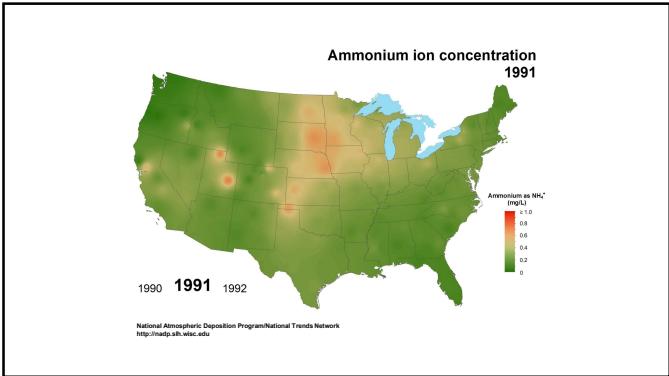 Ammonium ion concentration
1991
Ammonium as NH₄⁺
(mg/L)
≥ 1.0
0.8
0.6
0.4
0.2
0
1990 1991 1992
National Atmospheric Deposition Program/National Trends Network
http://nadp.slh.wisc.edu